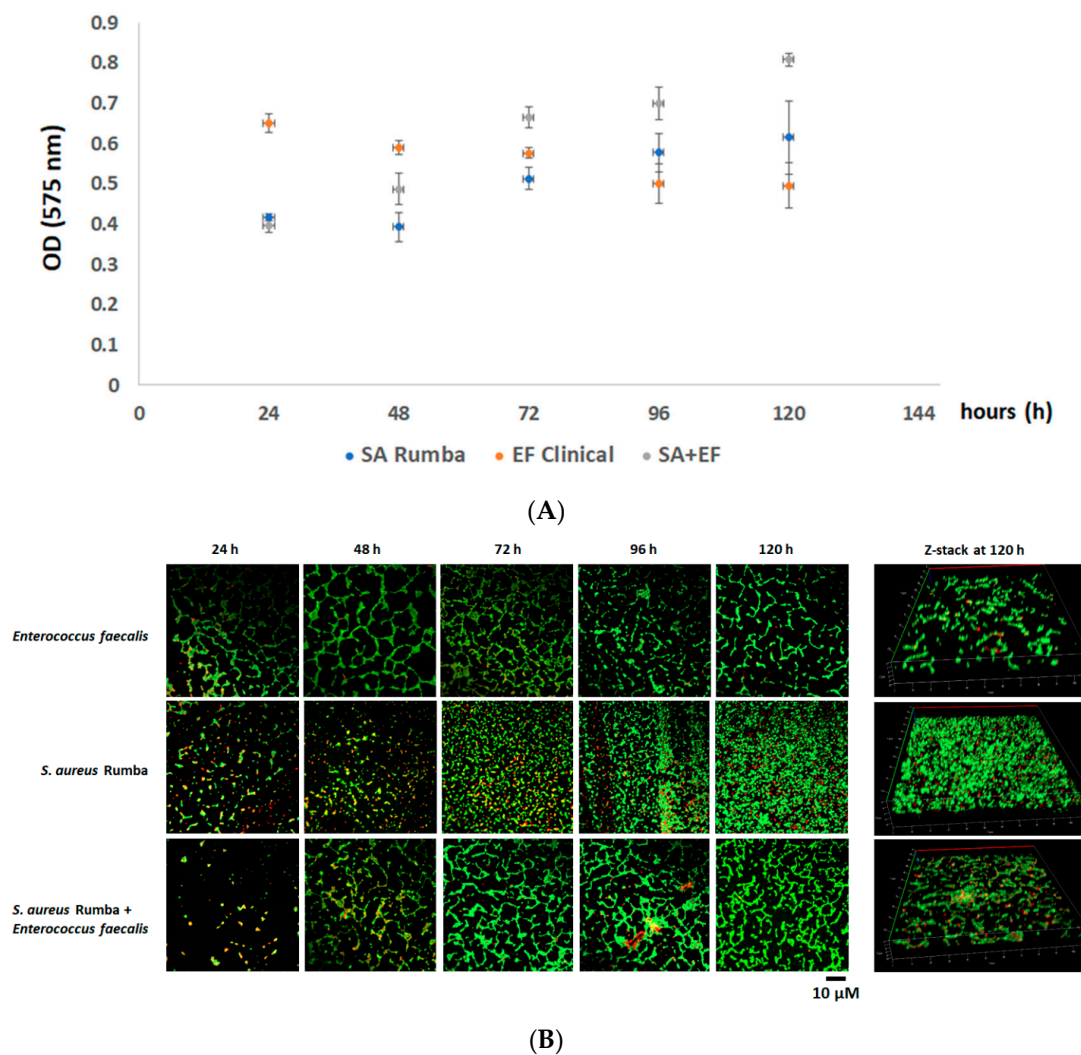 0.9
0.8
0.7
0.6
0.5
0.4
0.3
0.2
0.1
0
OD (575 nm)
0 24 48 72 96 120 144 hours (h)
SA Rumba EF Clinical SA+EF
(A)
24 h 48 h 72 h 96 h 120 h Z-stack at 120 h
Enterococcus faecalis
S. aureus Rumba
S. aureus Rumba +
Enterococcus faecalis
10 μM
(B)